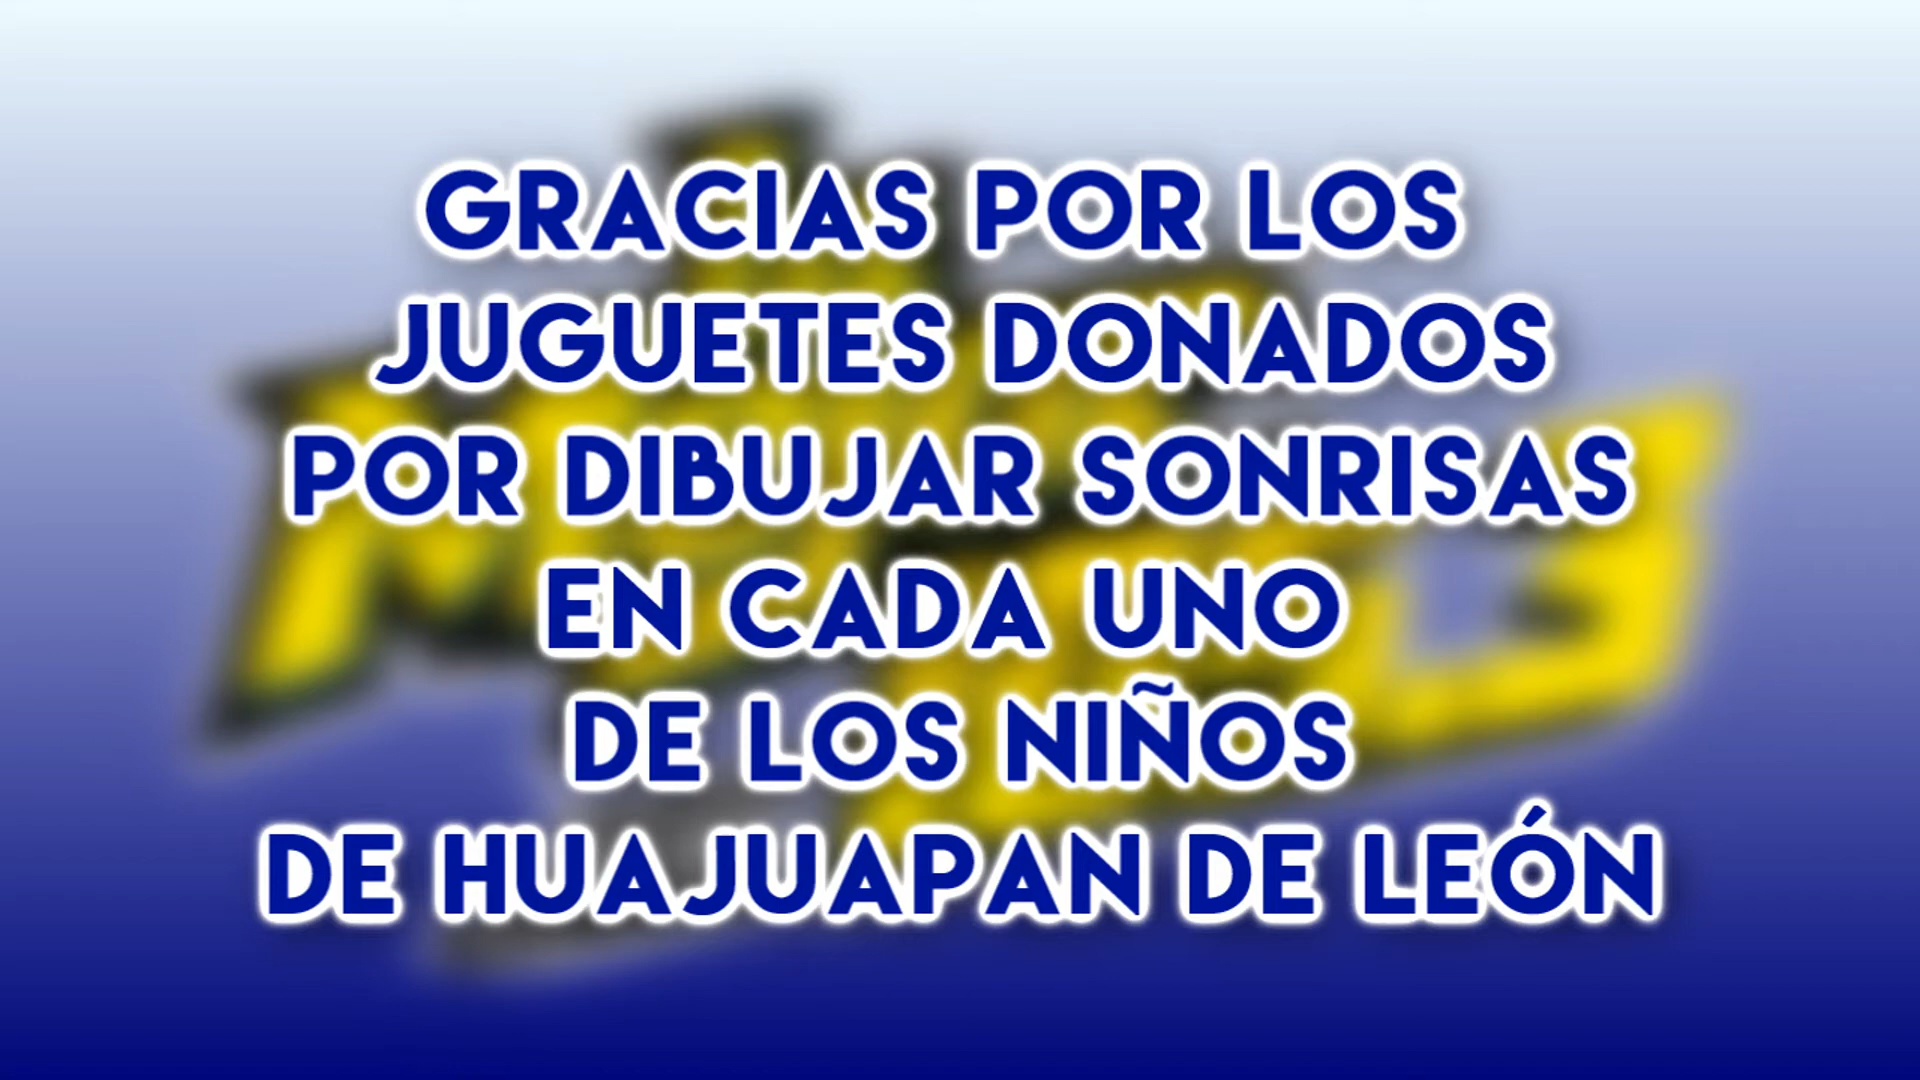 GRACIAS POR LOS
JUGUETES DONADOS
POR DIBUJAR SONRISAS
EN CADA UNO
DE LOS NIÑOS
DE HUAJUAPAN DE LEÓN